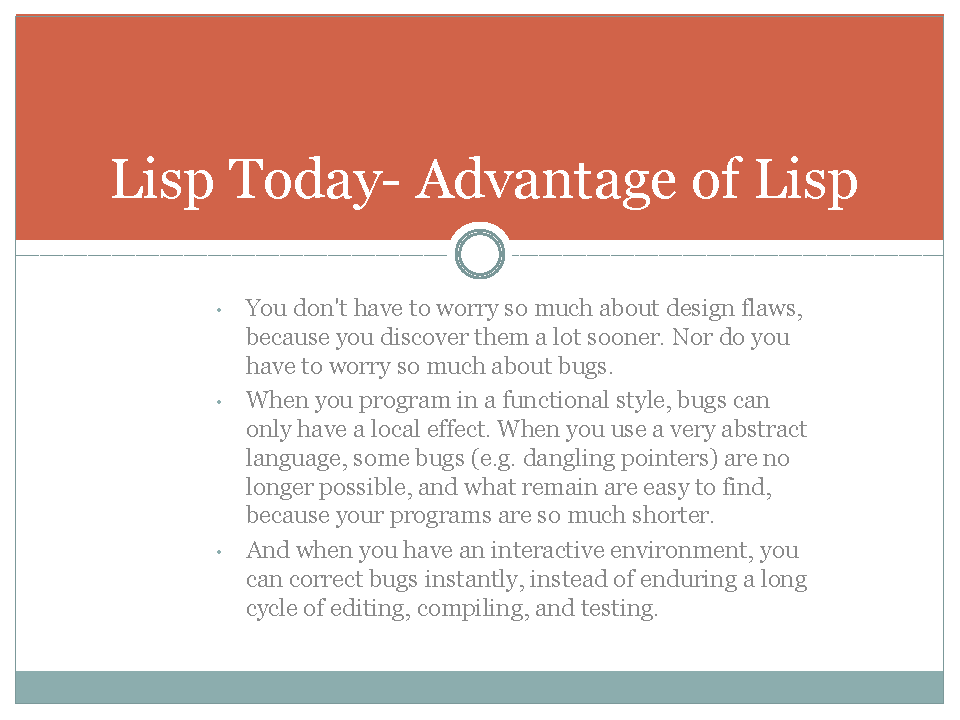 Lisp Today- Advantage of Lisp
• You don't have to worry so much about design flaws,
because you discover them a lot sooner. Nor do you
have to worry so much about bugs.
• When you program in a functional style, bugs can
only have a local effect. When you use a very abstract
language, some bugs (e.g. dangling pointers) are no
longer possible, and what remain are easy to find,
because your programs are so much shorter.
• And when you have an interactive environment, you
can correct bugs instantly, instead of enduring a long
cycle of editing, compiling, and testing.